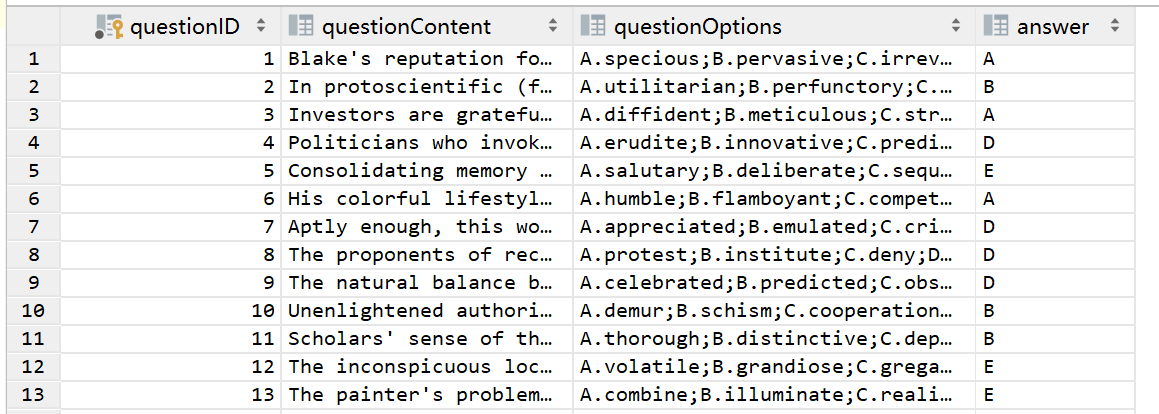 questionID questionContent questionOptions answer
1 1 Blake's reputation fo… A.specious;B.pervasive;C.irrev… A
2 2 In protoscientific (f… A.utilitarian;B.perfunctory;C.… B
3 3 Investors are gratefu… A.diffident;B.meticulous;C.str… A
4 4 Politicians who invok… A.erudite;B.innovative;C.predi… D
5 5 Consolidating memory … A.salutary;B.deliberate;C.sequ… E
6 6 His colorful lifestyl… A.humble;B.flamboyant;C.compet… A
7 7 Aptly enough, this wo… A.appreciated;B.emulated;C.cri… D
8 8 The proponents of rec… A.protest;B.institute;C.deny;D… D
9 9 The natural balance b… A.celebrated;B.predicted;C.obs… D
10 10 Unenlightened authori… A.demur;B.schism;C.cooperation… B
11 11 Scholars' sense of th… A.thorough;B.distinctive;C.dep… B
12 12 The inconspicuous loc… A.volatile;B.grandiose;C.grega… E
13 13 The painter's problem… A.combine;B.illuminate;C.reali… E